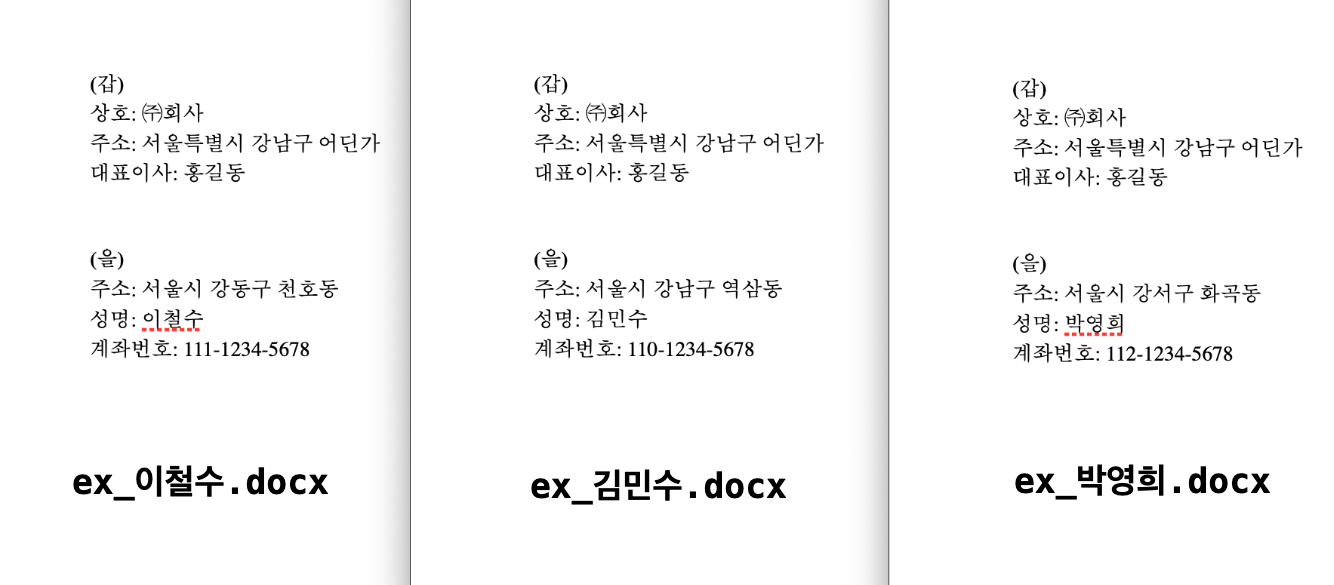 (갑)
상호: ㈜회사
주소: 서울특별시 강남구 어딘가
대표이사: 홍길동
(을)
주소: 서울시 강동구 천호동
성명: 이철수
계좌번호: 111-1234-5678
ex_이철수.docx
(갑)
상호: ㈜회사
주소: 서울특별시 강남구 어딘가
대표이사: 홍길동
(을)
주소: 서울시 강남구 역삼동
성명: 김민수
계좌번호: 110-1234-5678
ex_김민수.docx
(갑)
상호: ㈜회사
주소: 서울특별시 강남구 어딘가
대표이사: 홍길동
(을)
주소: 서울시 강서구 화곡동
성명: 박영희
계좌번호: 112-1234-5678
ex_박영희.docx